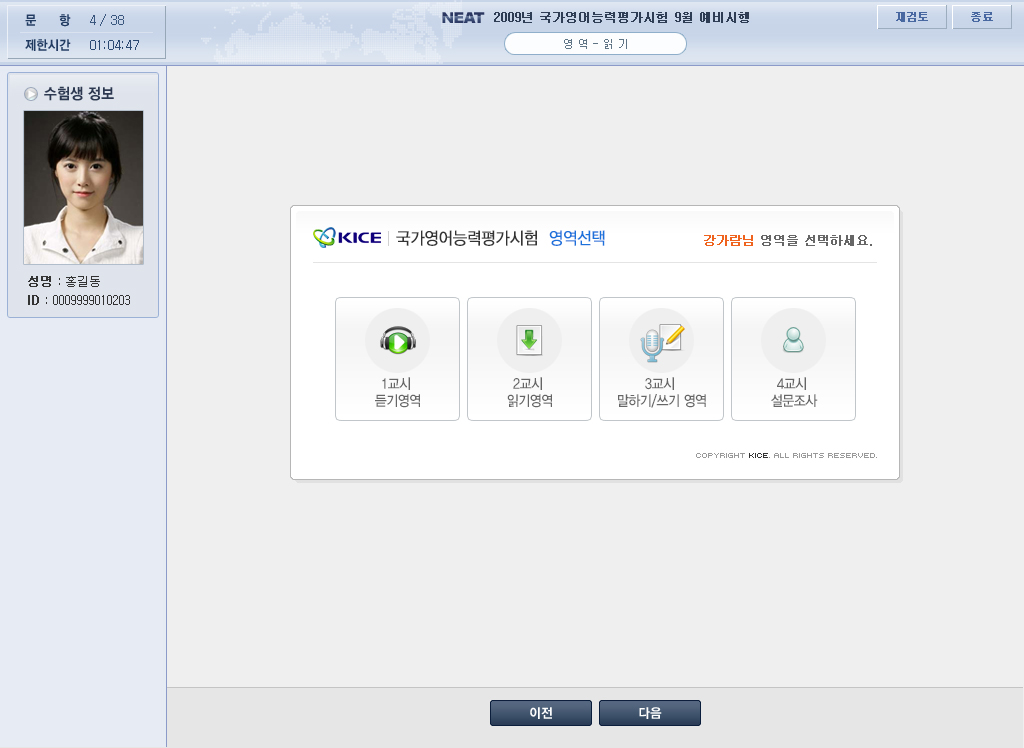 문 항 4 / 38
제한시간 01:04:47
NEAT 2009년 국가영어능력평가시험 9월 예비시행
영 역 - 읽 기
재검토
종료
수험생 정보
성명 : 홍길동
ID : 0009999010203
KICE 국가영어능력평가시험 영역선택
강가람님 영역을 선택하세요.
1교시
듣기영역
2교시
읽기영역
3교시
말하기/쓰기 영역
4교시
설문조사
COPYRIGHT KICE. ALL RIGHTS RESERVED.
이전
다음